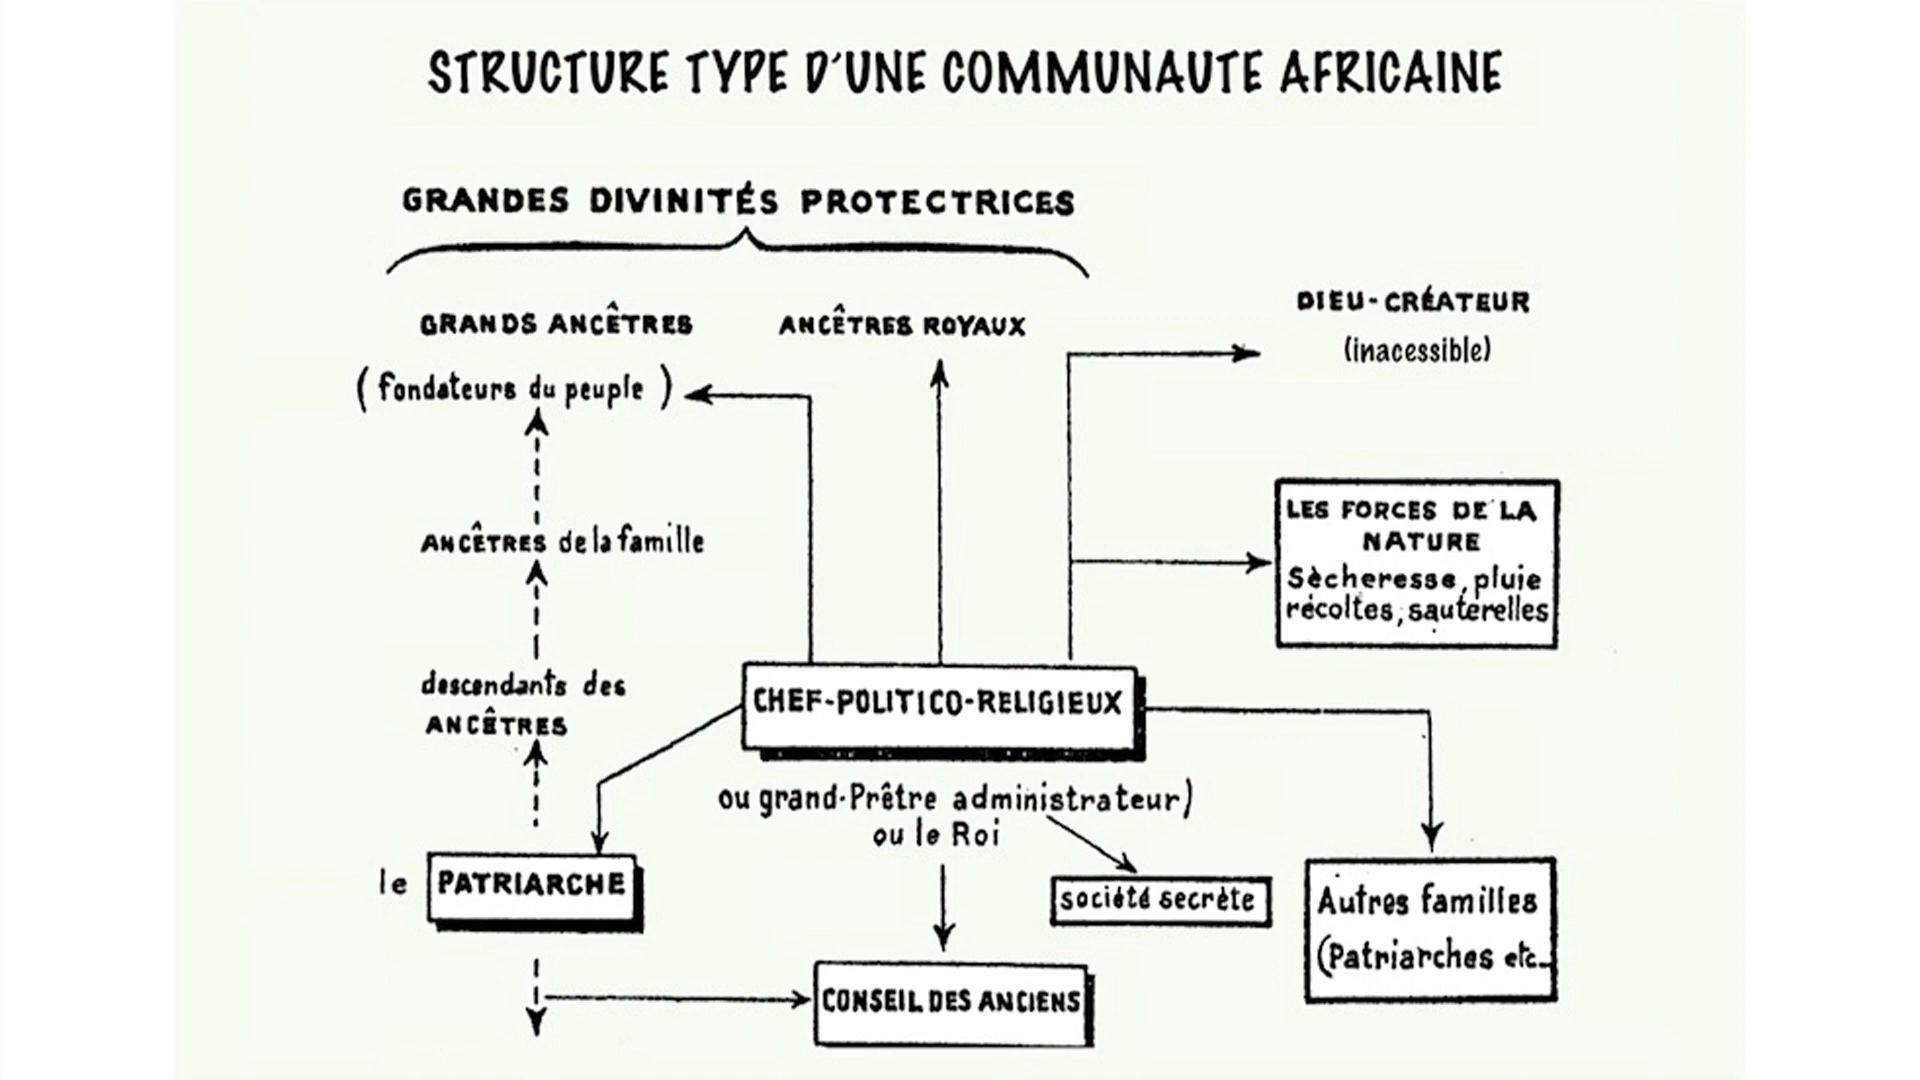 STRUCTURE TYPE D'UNE COMMUNAUTE AFRICAINE
GRANDES DIVINITÉS PROTECTRICES
GRANDS ANCÊTRES
(fondateurs du peuple)
ANCÊTRES ROYAUX
DIEU-CRÉATEUR
(inacessible)
ANCÊTRES de la famille
LES FORCES DE LA
NATURE
Sècheresse, pluie
récoltes, sauterelles
descendants des
ANCÊTRES
CHEF-POLITICO-RELIGIEUX
ou grand-Prêtre administrateur)
ou le Roi
le PATRIARCHE
société secrète
Autres familles
(Patriarches etc...
CONSEIL DES ANCIENS